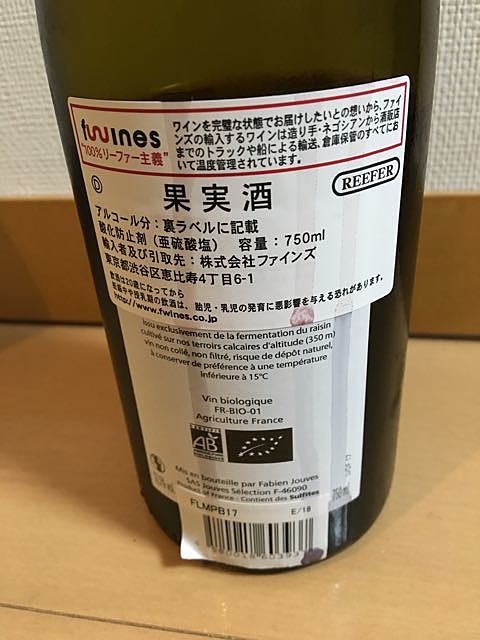 fwines
"100%リーファー主義"
ワインを完璧な状態でお届けしたいとの想いから、ファイ
ンズの輸入するワインは造り手・ネゴシアンから酒販店
までのトラックや船による輸送、倉庫保管のすべてにお
いて温度管理されています。
REEFER
D
果実酒
アルコール分：裏ラベルに記載
酸化防止剤（亜硫酸塩） 容量：750ml
輸入者及び引取先：株式会社ファインズ
東京都渋谷区恵比寿4丁目6-1
飲酒は20歳になってから
妊娠中や授乳期の飲酒は、胎児・乳児の発育に悪影響を与える恐れがあります。
http://www.fwines.co.jp
issu exclusivement de la fermentation du raisin
cultivé sur nos terroirs calcaires d'altitude (350 m)
vin non collé, non filtré, risque de dépôt naturel,
à conserver de préférence à une température
inférieure à 15°C
Vin biologique
FR-BIO-01
Agriculture France
AB
Mis en bouteille par Fabien Jouves
SAS Jouves Sélection F-46090
Product of France - Contient des Sulfites
750 ml
FLMPB17
E/18